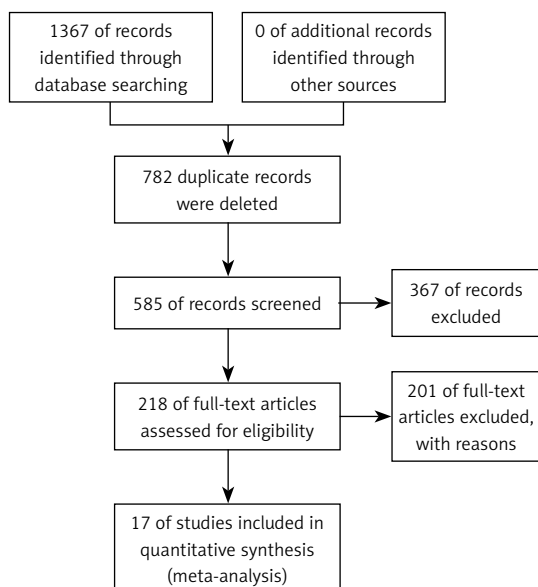 1367 of records
identified through
database searching
0 of additional records
identified through
other sources
782 duplicate records
were deleted
585 of records screened
367 of records
excluded
218 of full-text articles
assessed for eligibility
201 of full-text
articles excluded,
with reasons
17 of studies included in
quantitative synthesis
(meta-analysis)